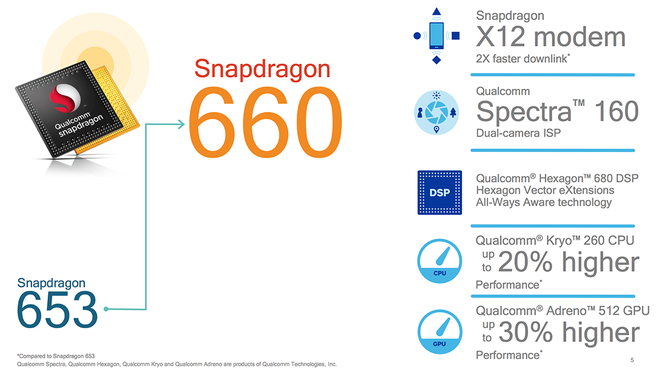 Qualcomm
snapdragon
Snapdragon
660
Snapdragon
653
Snapdragon
X12 modem
2X faster downlink*
Qualcomm
Spectra™ 160
Dual-camera ISP
DSP
Qualcomm® Hexagon™ 680 DSP
Hexagon Vector eXtensions
All-Ways Aware technology
CPU
Qualcomm® Kryo™ 260 CPU
up
to 20% higher
Performance*
GPU
Qualcomm® Adreno™ 512 GPU
up
to 30% higher
Performance*
*Compared to Snapdragon 653
Qualcomm Spectra, Qualcomm Hexagon, Qualcomm Kryo and Qualcomm Adreno are products of Qualcomm Technologies, Inc.
5